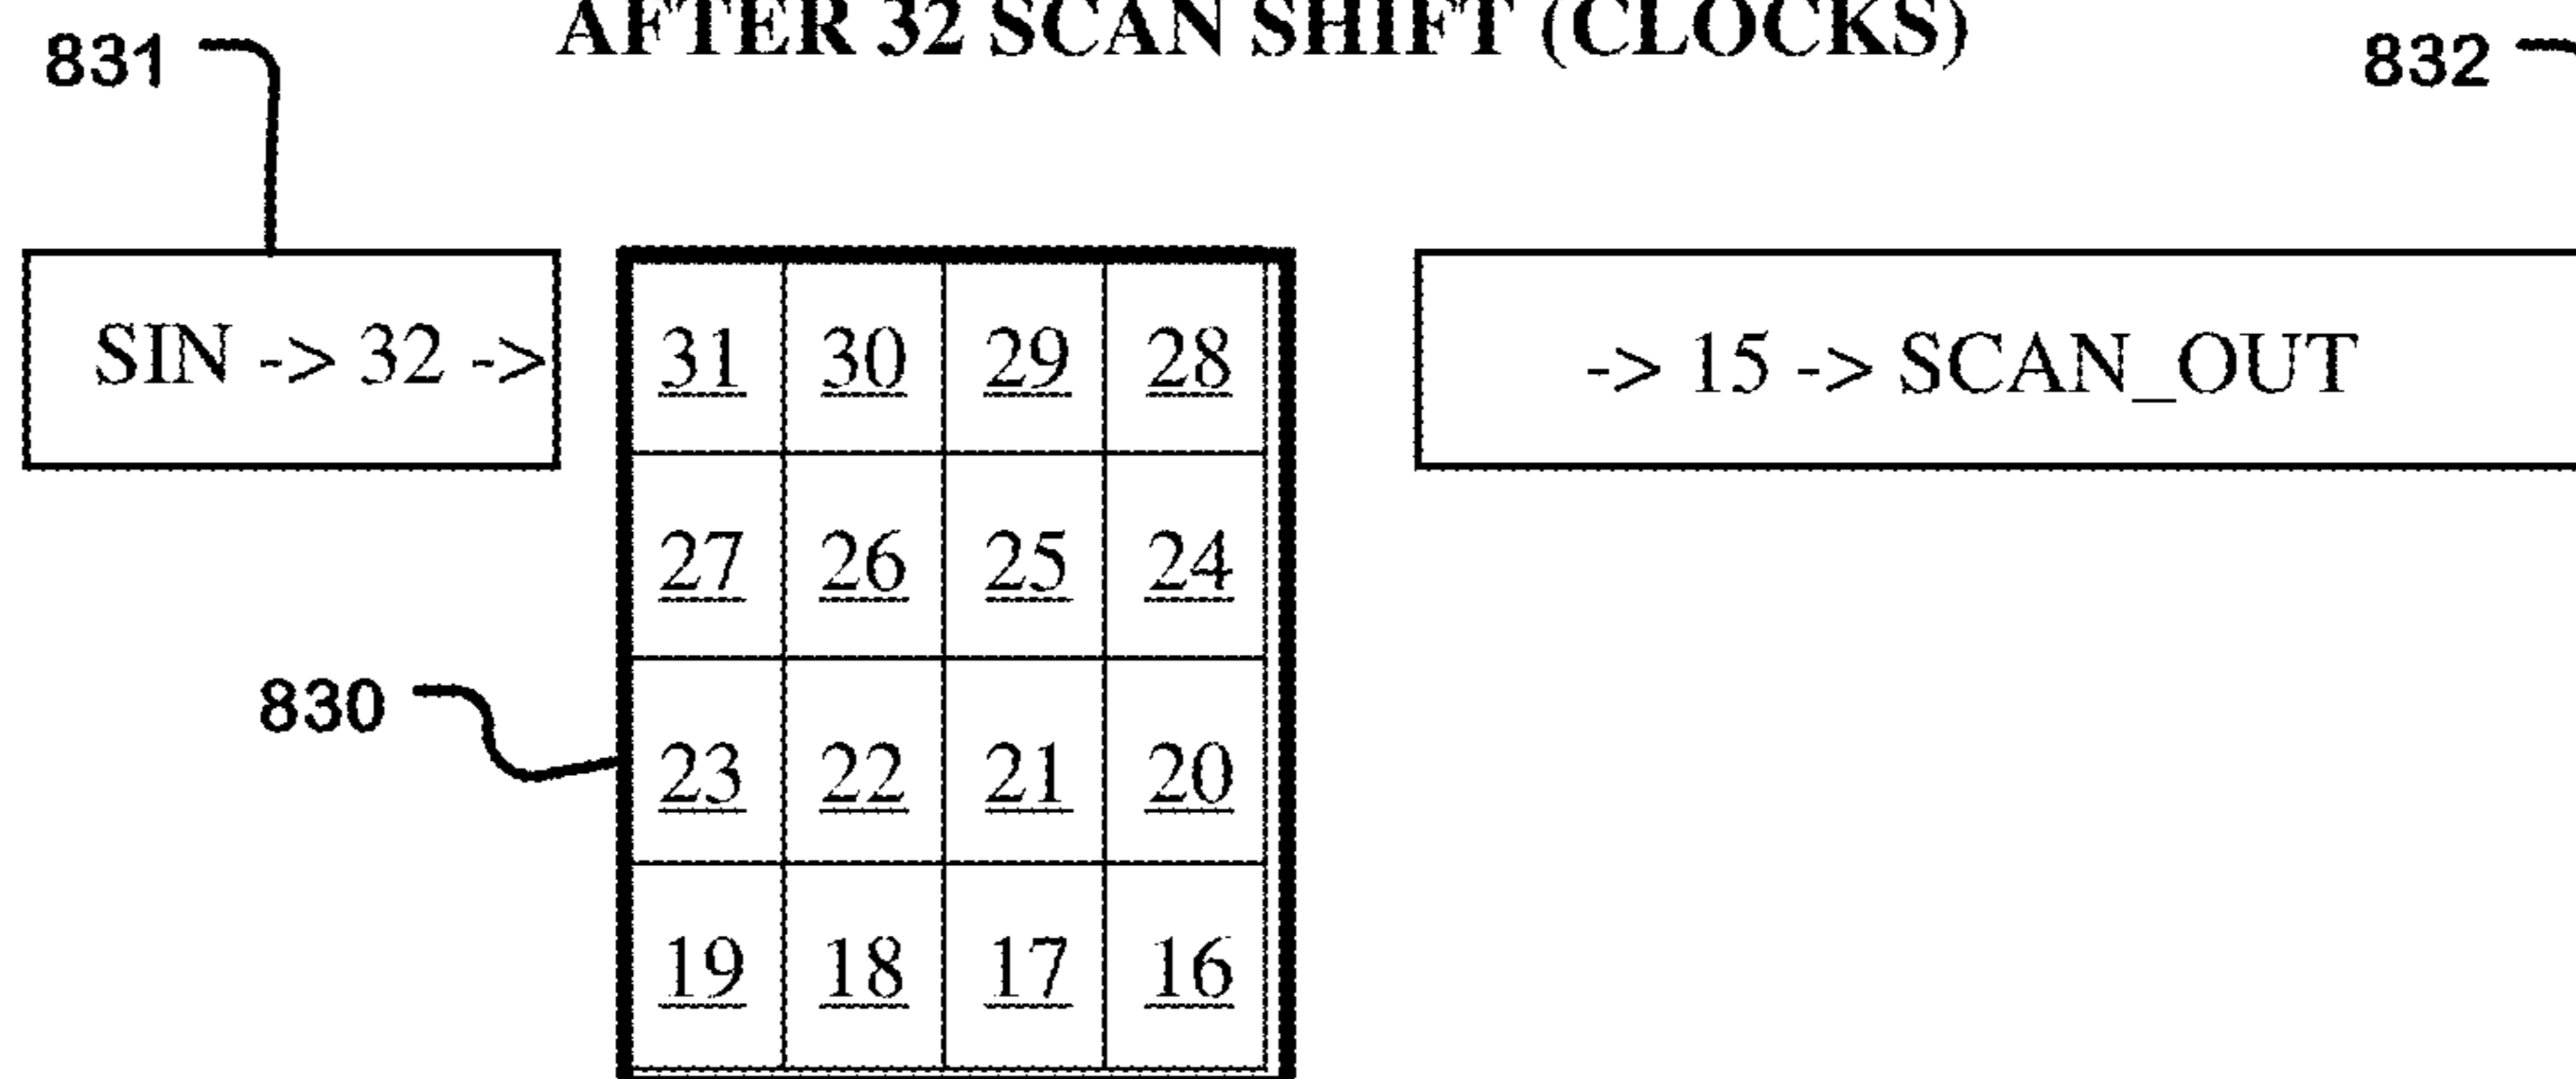 AFTER 32 SCAN SHIFT (CLOCKS)
831
832
SIN -> 32 ->
31 30 29 28
-> 15 -> SCAN_OUT
27 26 25 24
830
23 22 21 20
19 18 17 16